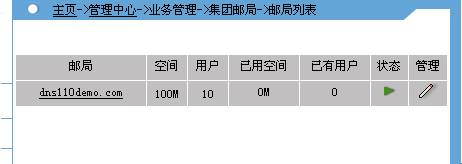 主页->管理中心->业务管理->集团邮局->邮局列表
邮局 空间 用户 已用空间 已有用户 状态 管理
dns110demo.com 100M 10 0M 0